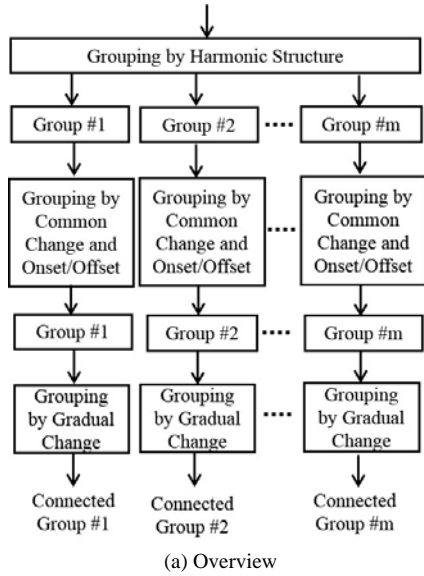 Grouping by Harmonic Structure
Group #1
Group #2
....
Group #m
Grouping by
Common
Change and
Onset/Offset
Grouping by
Common
Change and
Onset/Offset
....
Grouping by
Common
Change and
Onset/Offset
Group #1
Group #2
....
Group #m
Grouping
by Gradual
Change
Grouping
by Gradual
Change
....
Grouping
by Gradual
Change
Connected
Group #1
Connected
Group #2
Connected
Group #m
(a) Overview